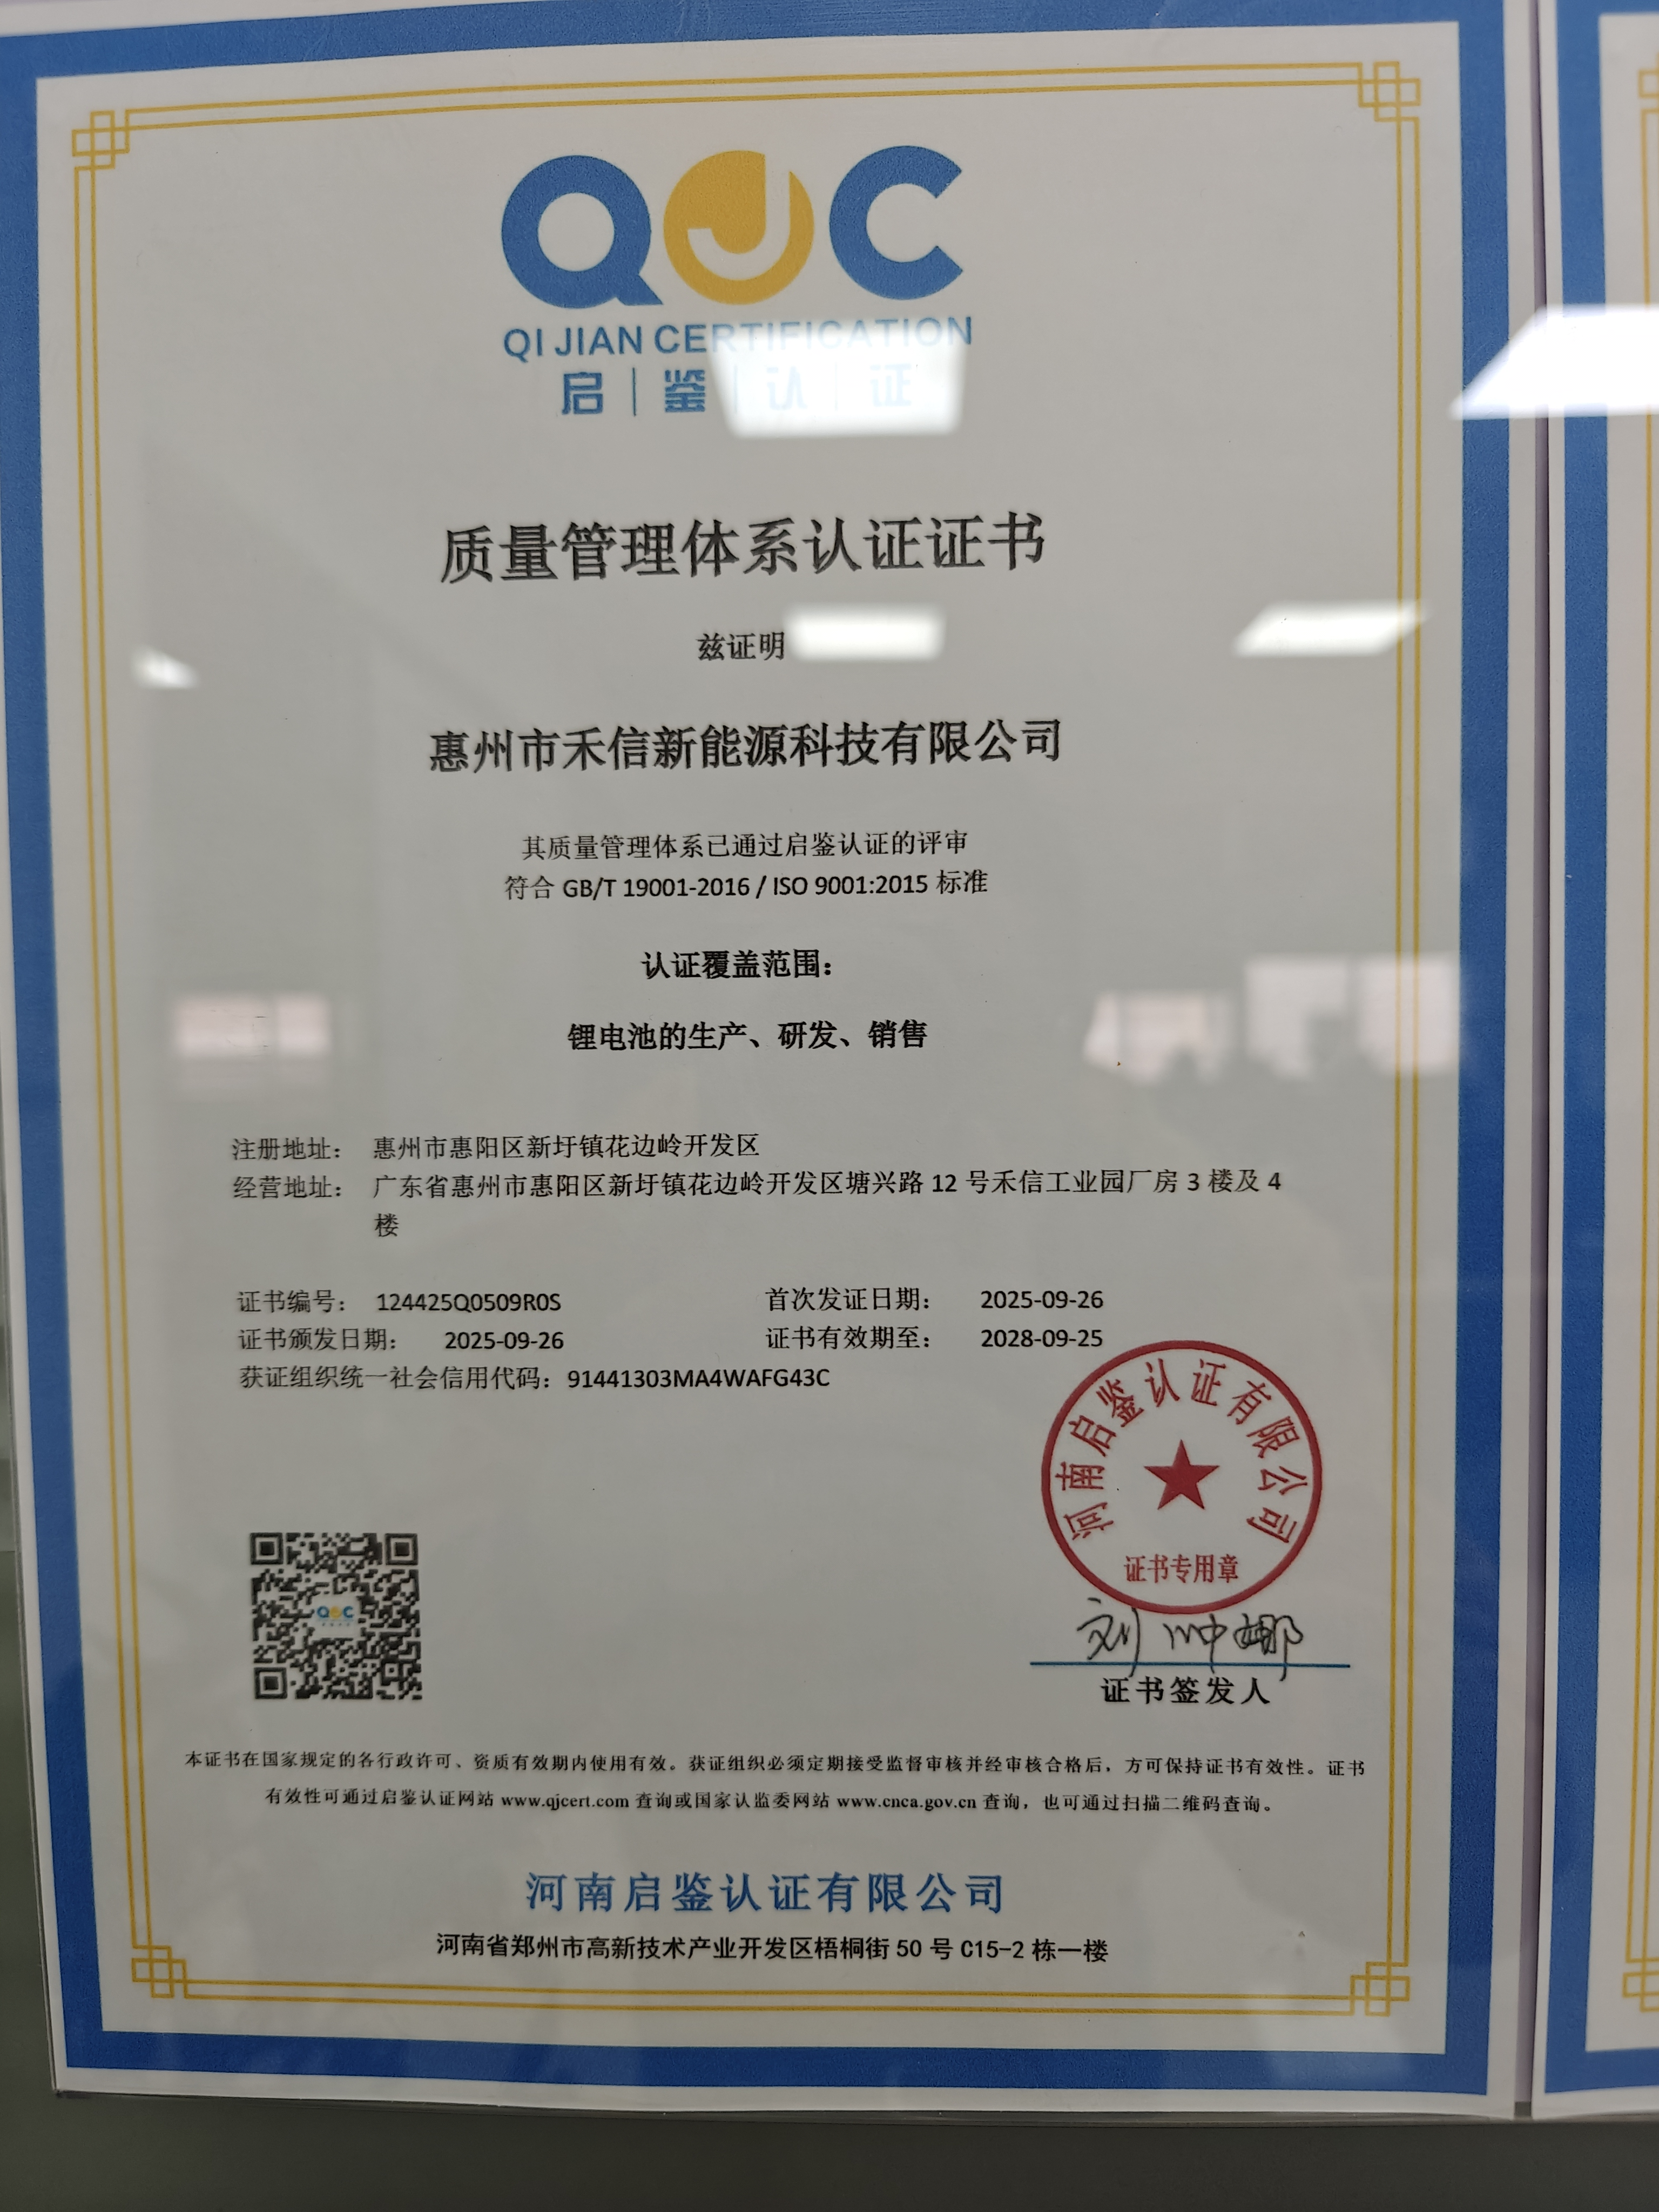 QJC
QI JIAN CERTIFICATION
启 | 鉴 | 认 | 证
质量管理体系认证证书
兹证明
惠州市禾信新能源科技有限公司
其质量管理体系已通过启鉴认证的评审
符合 GB/T 19001-2016 / ISO 9001:2015 标准
认证覆盖范围：
锂电池的生产、研发、销售
注册地址： 惠州市惠阳区新圩镇花边岭开发区
经营地址： 广东省惠州市惠阳区新圩镇花边岭开发区塘兴路 12 号禾信工业园厂房 3 楼及 4
楼
证书编号： 124425Q0509R0S 首次发证日期： 2025-09-26
证书颁发日期： 2025-09-26 证书有效期至： 2028-09-25
获证组织统一社会信用代码：91441303MA4WAFG43C
河南启鉴认证有限公司
证书专用章
证书签发人
本证书在国家规定的各行政许可、资质有效期内使用有效。获证组织必须定期接受监督审核并经审核合格后，方可保持证书有效性。证书
有效性可通过启鉴认证网站 www.qjcert.com 查询或国家认监委网站 www.cnca.gov.cn 查询，也可通过扫描二维码查询。
河南启鉴认证有限公司
河南省郑州市高新技术产业开发区梧桐街 50 号 C15-2 栋一楼